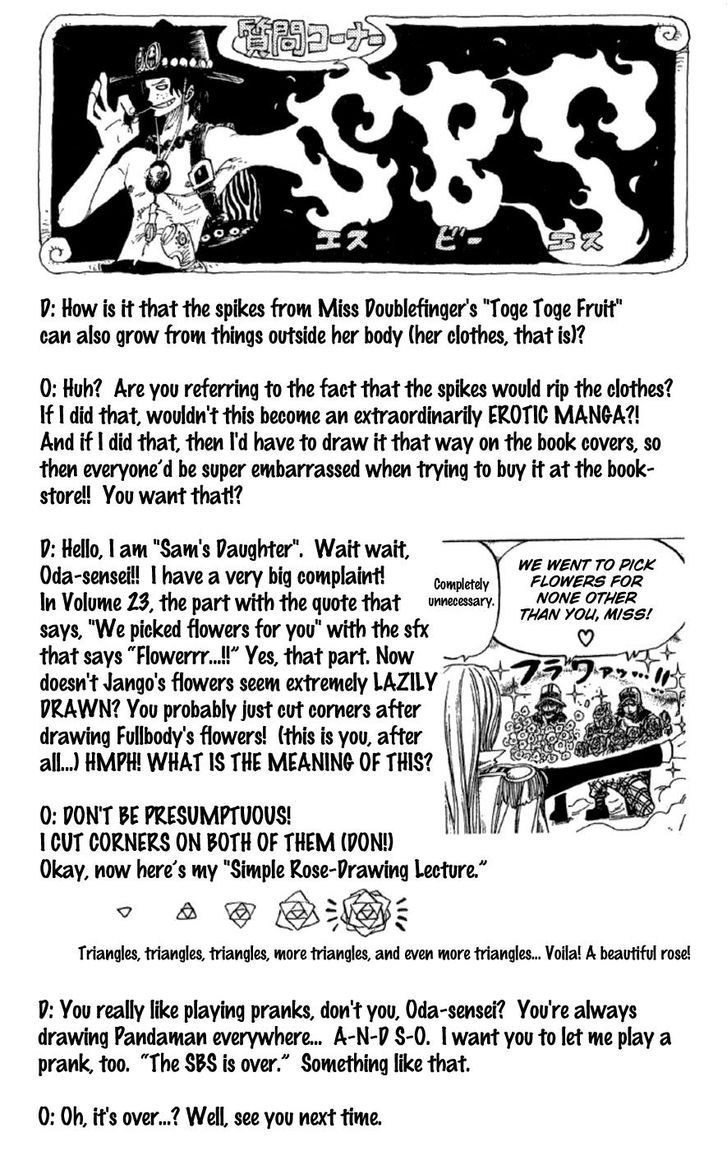 質問コーナー
SBS
エス ビー エス
D: How is it that the spikes from Miss Doublefinger's "Toge Toge Fruit"
can also grow from things outside her body (her clothes, that is)?
O: Huh? Are you referring to the fact that the spikes would rip the clothes?
If I did that, wouldn't this become an extraordinarily EROTIC MANGA?!
And if I did that, then I'd have to draw it that way on the book covers, so
then everyone'd be super embarrassed when trying to buy it at the book-
store!! You want that!?
D: Hello, I am "Sam's Daughter". Wait wait,
Oda-sensei!! I have a very big complaint!
In Volume 23, the part with the quote that
says, "We picked flowers for you" with the sfx
that says "Flowerrr...!!" Yes, that part. Now
doesn't Jango's flowers seem extremely LAZILY
DRAWN? You probably just cut corners after
drawing Fullbody's flowers! (this is you, after
all...) HMPH! WHAT IS THE MEANING OF THIS?
Completely
unnecessary.
WE WENT TO PICK
FLOWERS FOR
NONE OTHER
THAN YOU, MISS!
♡
フラワァッ...!!
O: DON'T BE PRESUMPTUOUS!
I CUT CORNERS ON BOTH OF THEM (DON!)
Okay, now here's my "Simple Rose-Drawing Lecture."
Triangles, triangles, triangles, more triangles, and even more triangles... Voila! A beautiful rose!
D: You really like playing pranks, don't you, Oda-sensei? You're always
drawing Pandaman everywhere... A-N-D S-O. I want you to let me play a
prank, too. "The SBS is over." Something like that.
O: Oh, it's over...? Well, see you next time.